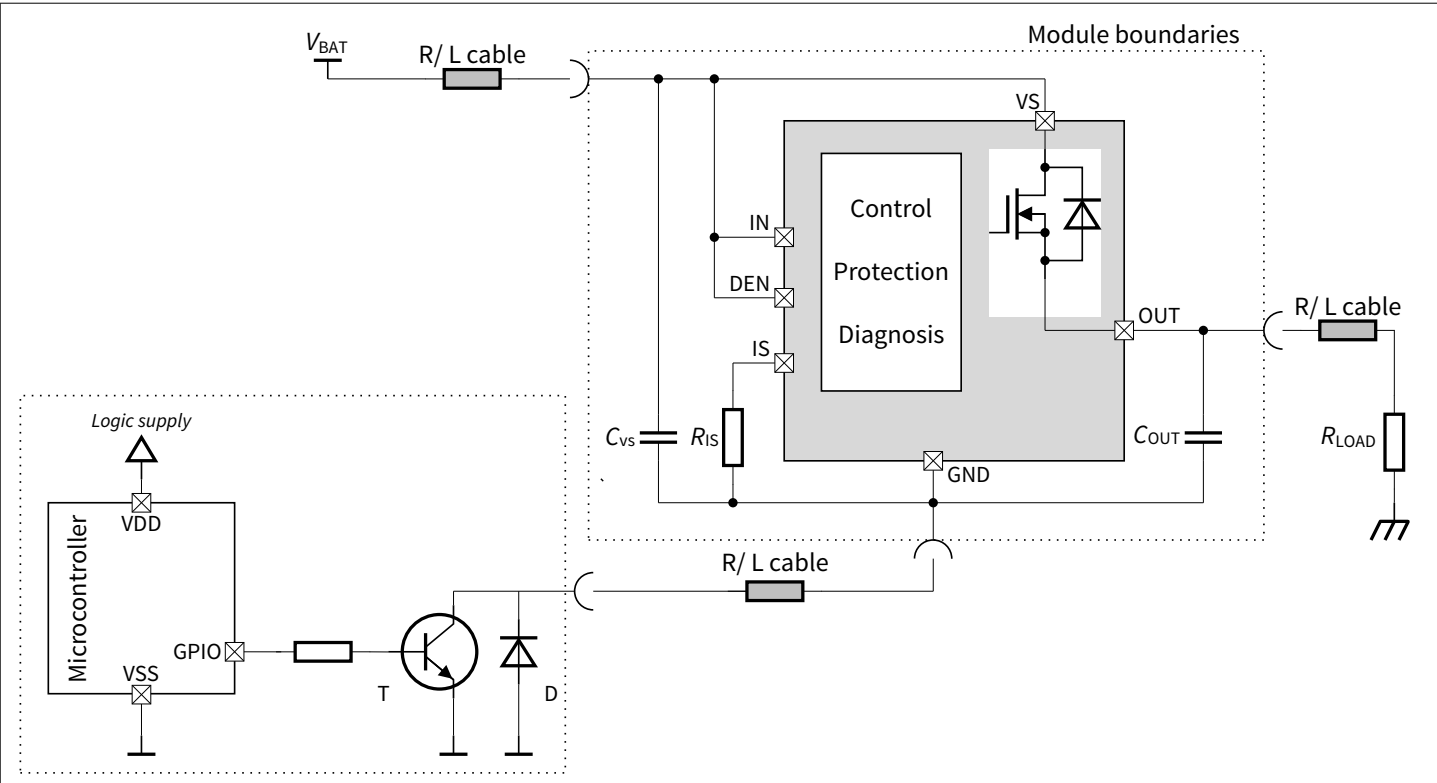 Module boundaries
VBAT
R/ L cable
VS
Control
Protection
Diagnosis
IN
DEN
IS
OUT
R/ L cable
Cvs
RIS
COUT
RLOAD
GND
Logic supply
VDD
Microcontroller
R/ L cable
GPIO
VSS
T
D